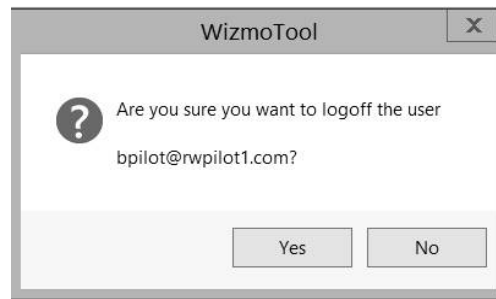 WizmoTool
X
?
Are you sure you want to logoff the user
bpilot@rwpilot1.com?
Yes No